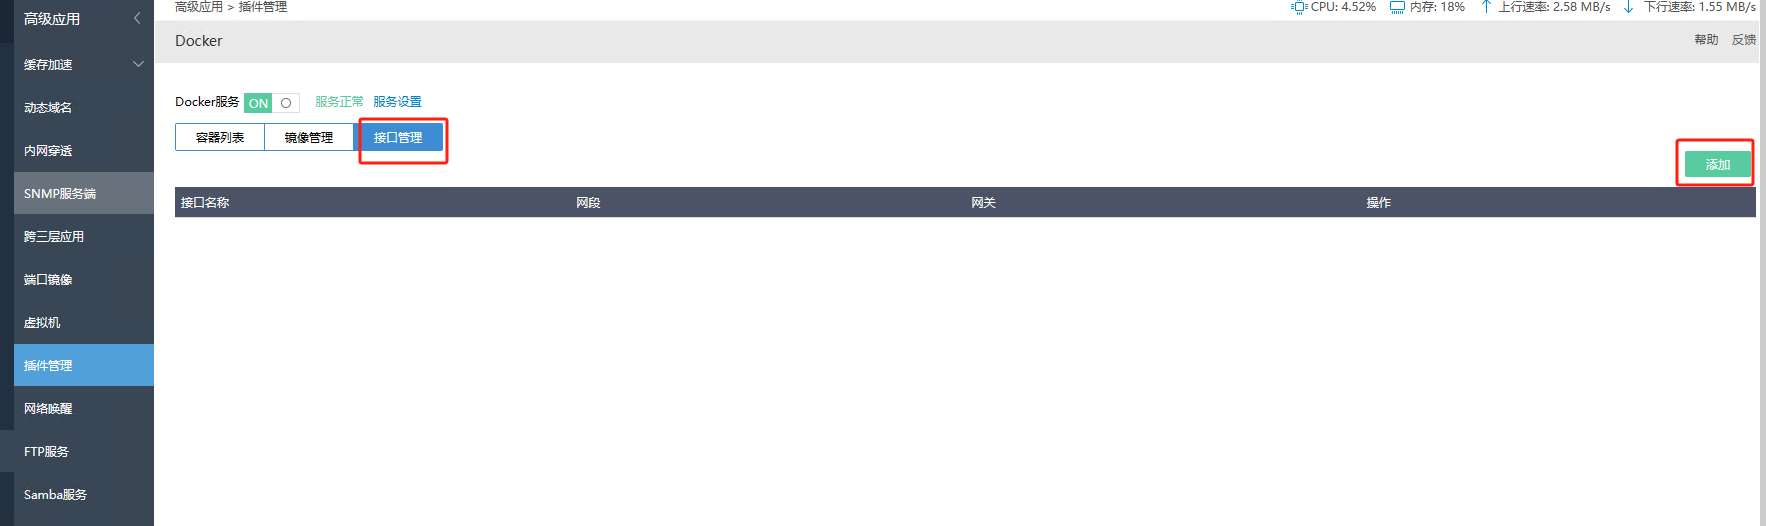 高级应用
缓存加速
动态域名
内网穿透
SNMP服务端
跨三层应用
端口镜像
虚拟机
插件管理
网络唤醒
FTP服务
Samba服务
高级应用 > 插件管理
CPU: 4.52% 内存: 18% 上行速率: 2.58 MB/s 下行速率: 1.55 MB/s
Docker 帮助 反馈
Docker服务 ON 服务正常 服务设置
容器列表 镜像管理 接口管理
添加
接口名称 网段 网关 操作